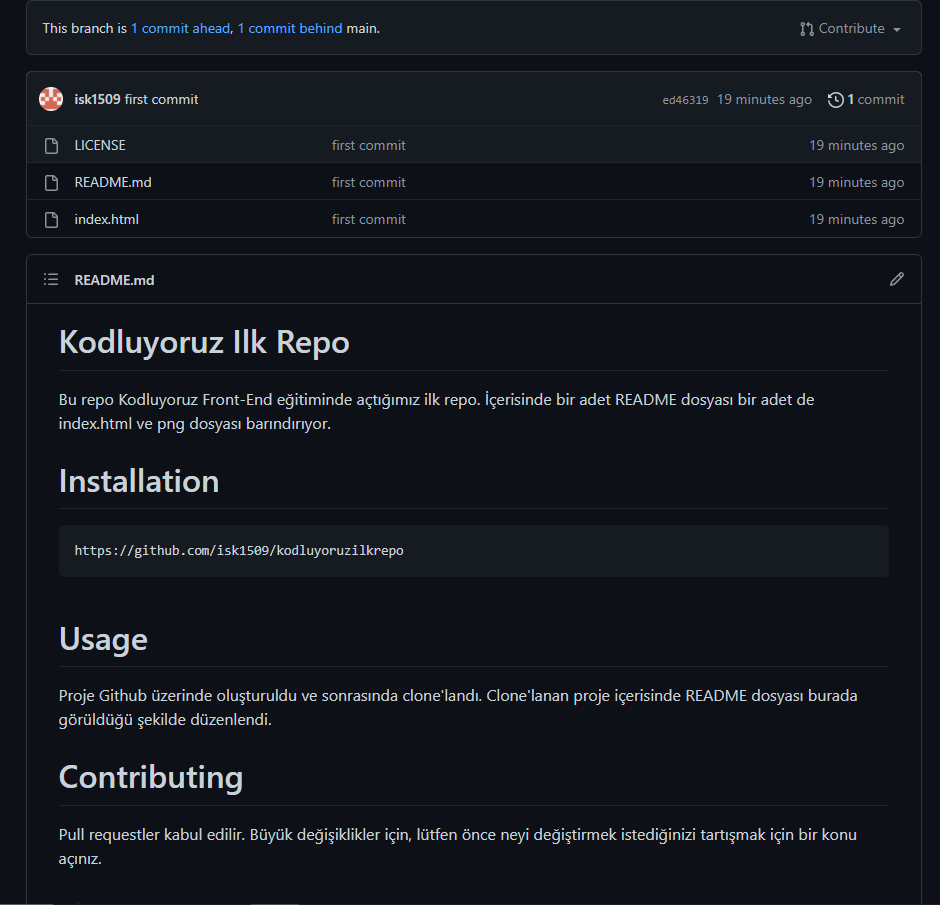 This branch is 1 commit ahead, 1 commit behind main.
Contribute
isk1509 first commit
ed46319 19 minutes ago 1 commit
LICENSE first commit 19 minutes ago
README.md first commit 19 minutes ago
index.html first commit 19 minutes ago
README.md
Kodluyoruz Ilk Repo
Bu repo Kodluyoruz Front-End eğitiminde açtığımız ilk repo. İçerisinde bir adet README dosyası bir adet de
index.html ve png dosyası barındırıyor.
Installation
https://github.com/isk1509/kodluyoruzilkrepo
Usage
Proje Github üzerinde oluşturuldu ve sonrasında clone'landı. Clone'lanan proje içerisinde README dosyası burada
görüldüğü şekilde düzenlendi.
Contributing
Pull requestler kabul edilir. Büyük değişiklikler için, lütfen önce neyi değiştirmek istediğinizi tartışmak için bir konu
açınız.